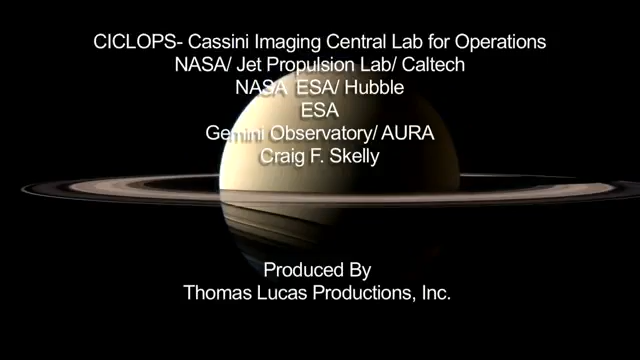 CICLOPS- Cassini Imaging Central Lab for Operations
NASA/ Jet Propulsion Lab/ Caltech
NASA ESA/ Hubble
ESA
Gemini Observatory/ AURA
Craig F. Skelly
Produced By
Thomas Lucas Productions, Inc.